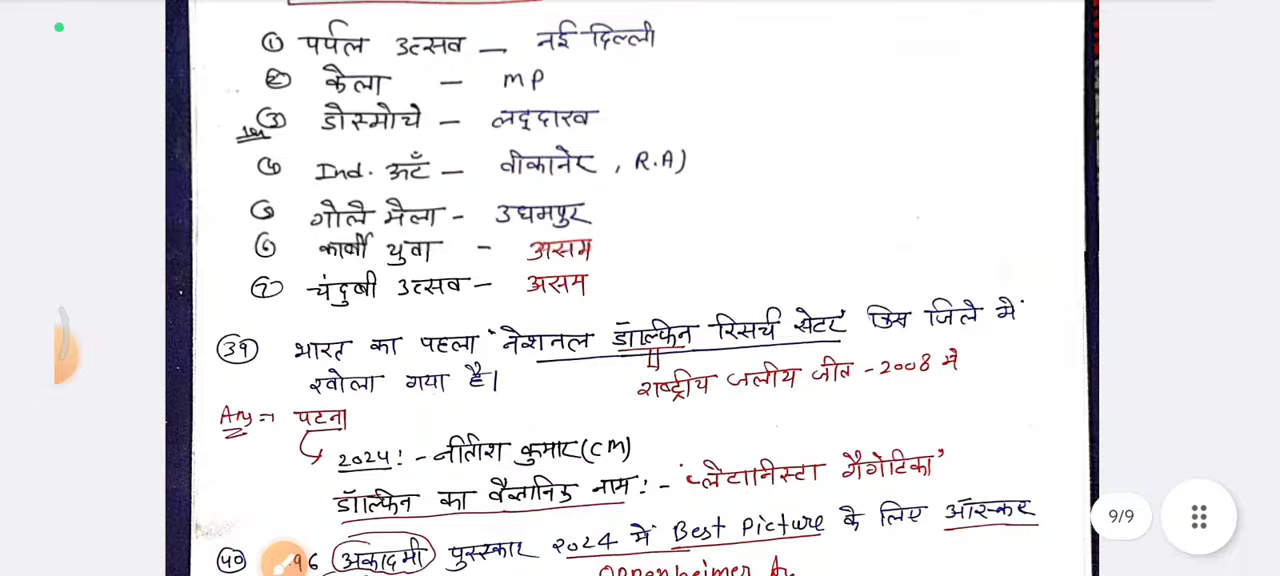 ① पर्पल उत्सव – नई दिल्ली
② कैला – MP
③ डोस्मोचे – लद्दाख
④ Ind. ऊँट – बीकानेर, R.A)
⑤ गोले मेला – उधमपुर
⑥ कार्बी युवा – असम
⑦ चंदुबी उत्सव – असम
39 भारत का पहला 'नेशनल डॉल्फिन रिसर्च सेंटर' किस जिले में
खोला गया है।
राष्ट्रीय जलीय जीव – 2008 में
Ans = पटना
2024 :- नीतीश कुमार (CM)
डॉल्फिन का वैज्ञानिक नाम :- 'प्लैटानिस्टा गैंगेटिका'
40 96 अकादमी पुरस्कार 2024 में Best Picture के लिए ऑस्कर
Oppenheimer
9/9